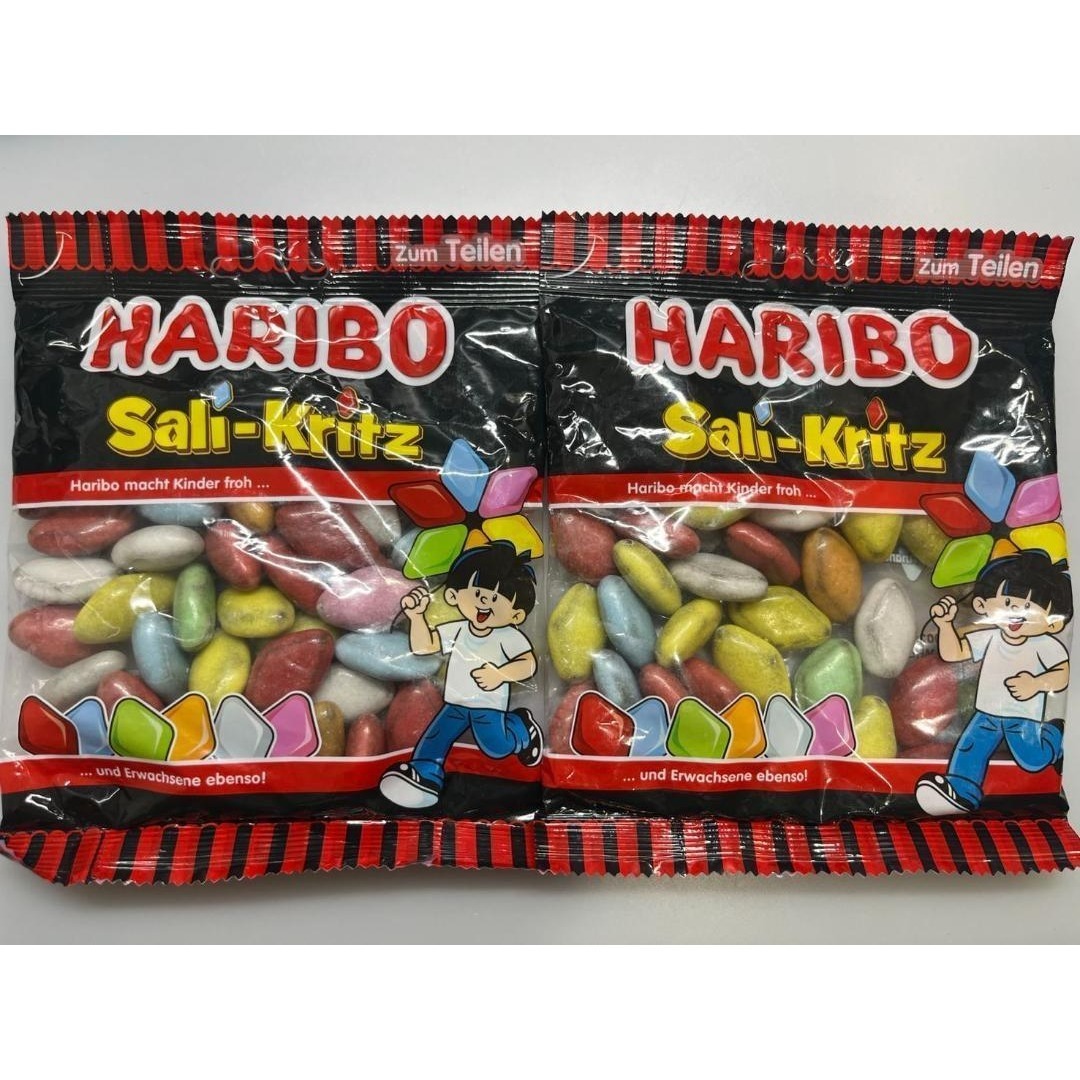 Zum Teilen
HARIBO
Sali-Kritz
Haribo macht Kinder froh ...
... und Erwachsene ebenso!
Zum Teilen
HARIBO
Sali-Kritz
Haribo macht Kinder froh ...
... und Erwachsene ebenso!